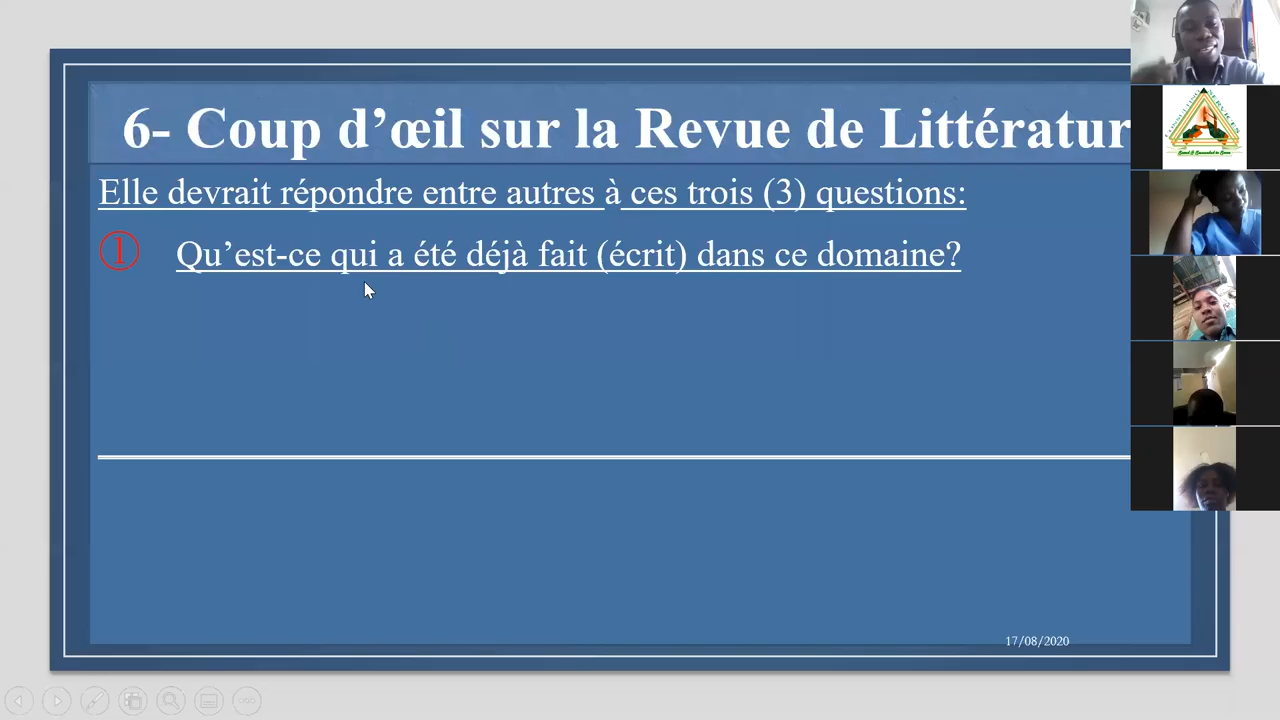 6- Coup d’œil sur la Revue de Littératur
Elle devrait répondre entre autres à ces trois (3) questions:
① Qu’est-ce qui a été déjà fait (écrit) dans ce domaine?
17/08/2020